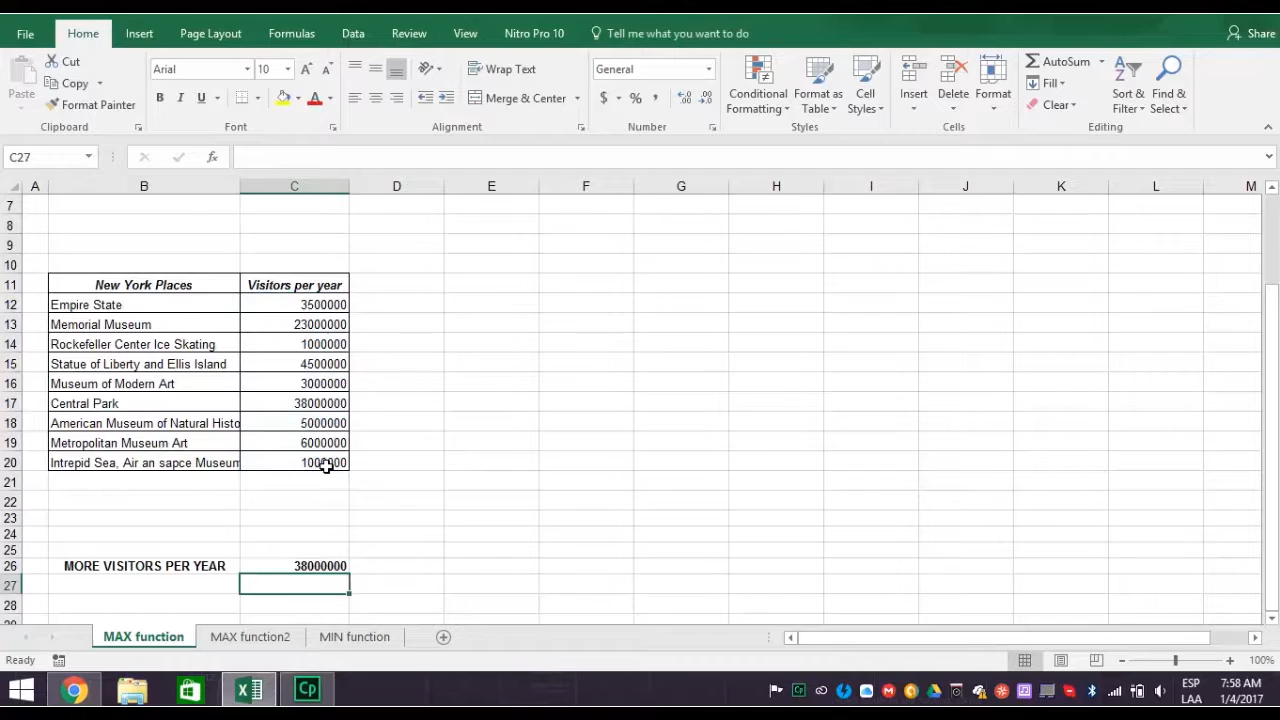 File Home Insert Page Layout Formulas Data Review View Nitro Pro 10 Tell me what you want to do Share
Cut
Copy
Format Painter
Paste
Arial 10
General
Wrap Text
Merge & Center
Conditional Formatting
Format as Table
Cell Styles
Insert Delete Format
AutoSum
Fill
Clear
Sort & Filter
Find & Select
Clipboard Font Alignment Number Styles Cells Editing
C27 fx
A B C D E F G H I J K L M
7
8
9
10
11 New York Places Visitors per year
12 Empire State 3500000
13 Memorial Museum 23000000
14 Rockefeller Center Ice Skating 1000000
15 Statue of Liberty and Ellis Island 4500000
16 Museum of Modern Art 3000000
17 Central Park 38000000
18 American Museum of Natural Histo 5000000
19 Metropolitan Museum Art 6000000
20 Intrepid Sea, Air an sapce Museum 1000000
21
22
23
24
25
26 MORE VISITORS PER YEAR 38000000
27
28
MAX function MAX function2 MIN function
Ready 100%
ESP 7:58 AM
LAA 1/4/2017